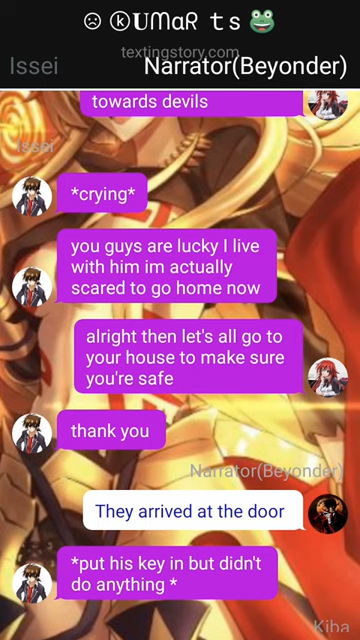 ☹ ⓚᑌᗰᗩᖇ ᴛꜱ🐸
textingstory.com
Issei
Narrator(Beyonder)
towards devils
Issei
*crying*
you guys are lucky I live
with him im actually
scared to go home now
alright then let's all go to
your house to make sure
you're safe
thank you
Narrator(Beyonder)
They arrived at the door
*put his key in but didn't
do anything *
Kiba